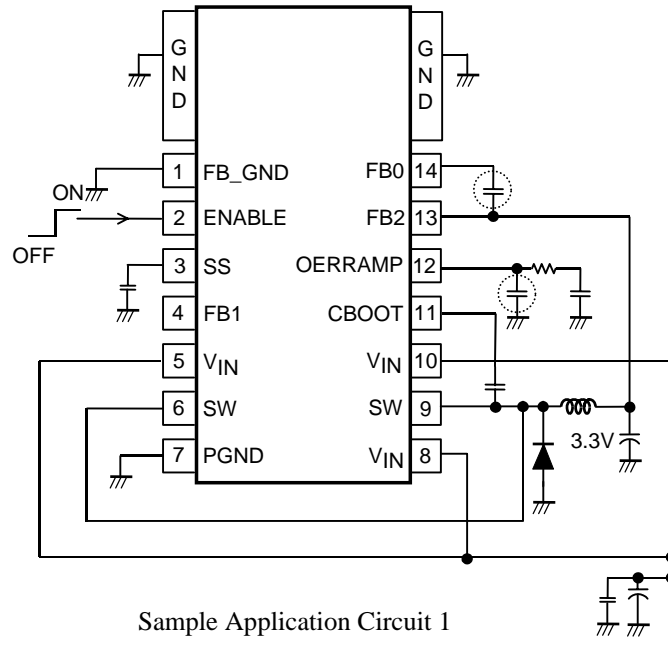 GND
GND
1 FB_GND
FB0 14
ON
OFF
2 ENABLE
FB2 13
3 SS
OERRAMP 12
4 FB1
CBOOT 11
5 VIN
VIN 10
6 SW
SW 9
3.3V
7 PGND
VIN 8
Sample Application Circuit 1